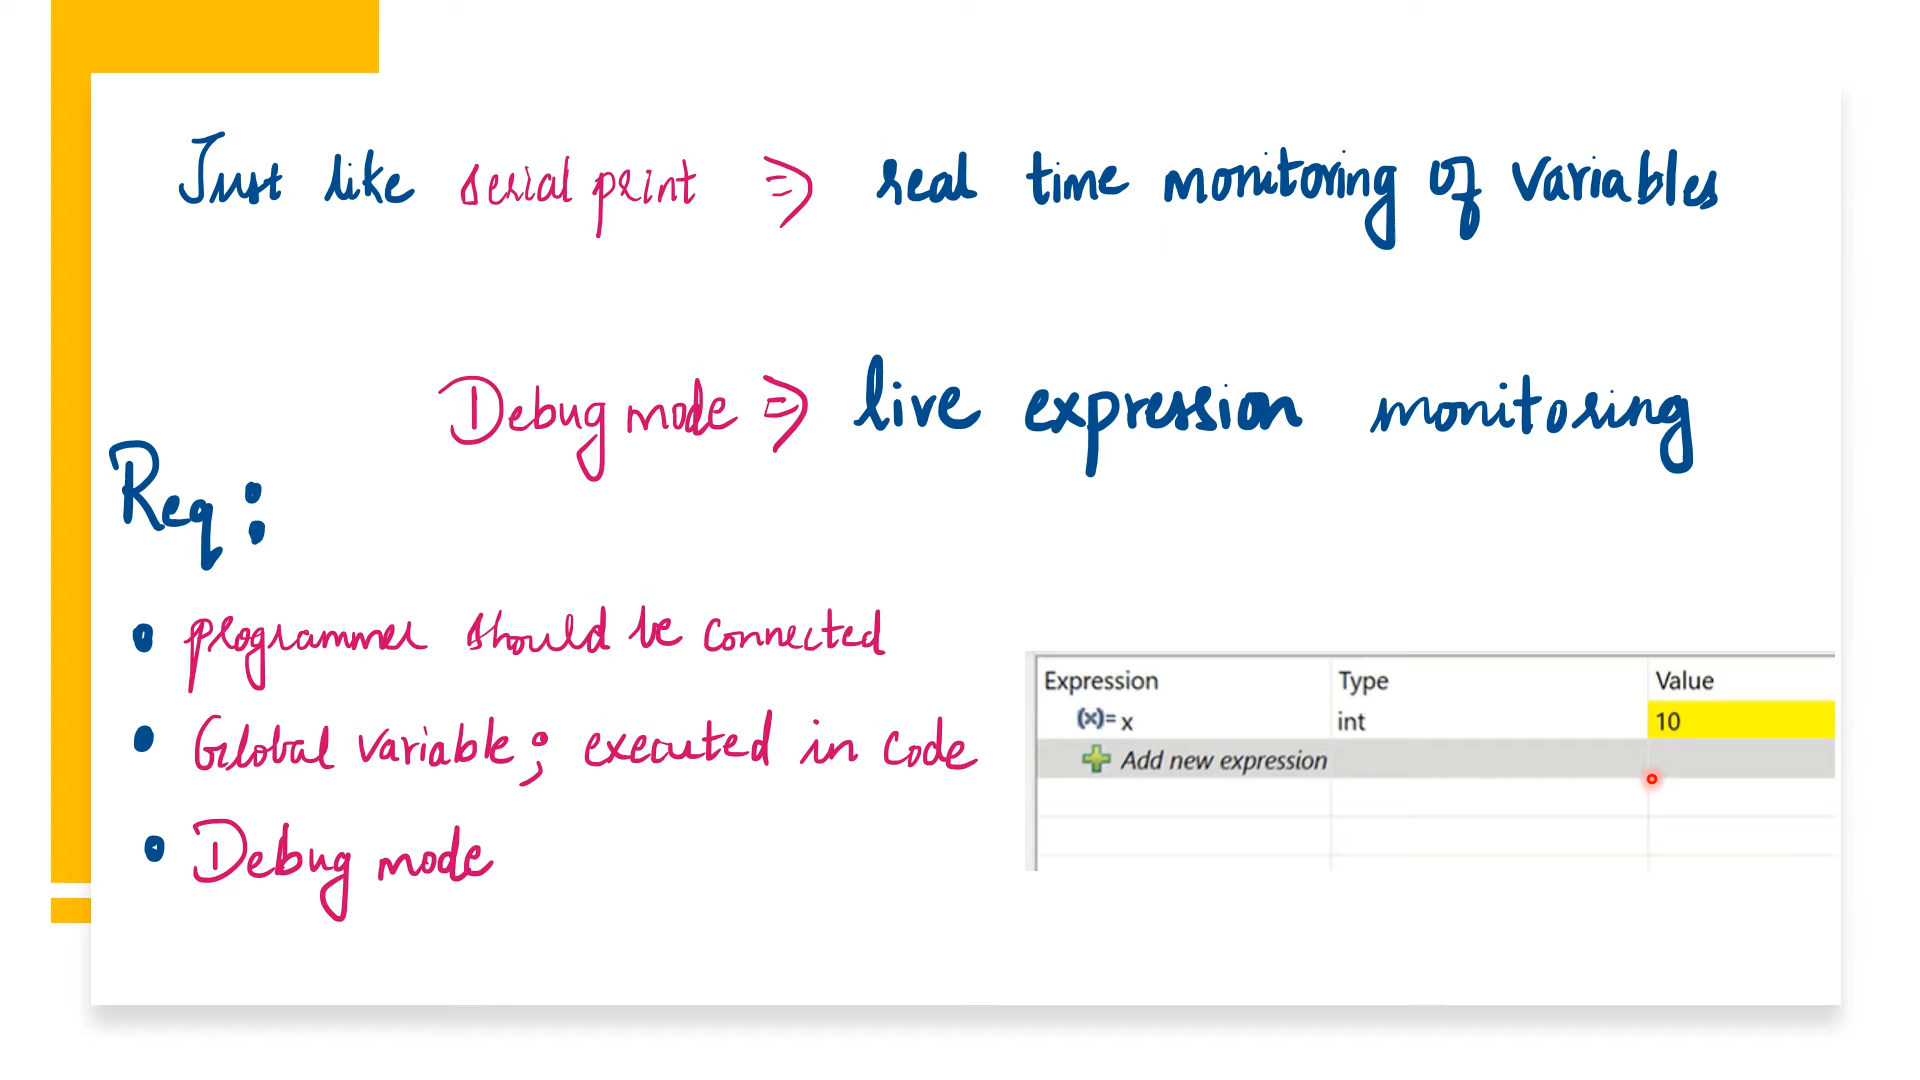 Just like serial print => real time monitoring of variables
Debug mode => live expression monitoring
Req :
• programmer should be connected
• Global variable ; executed in code
• Debug mode
Expression Type Value
(x)= x int 10
Add new expression